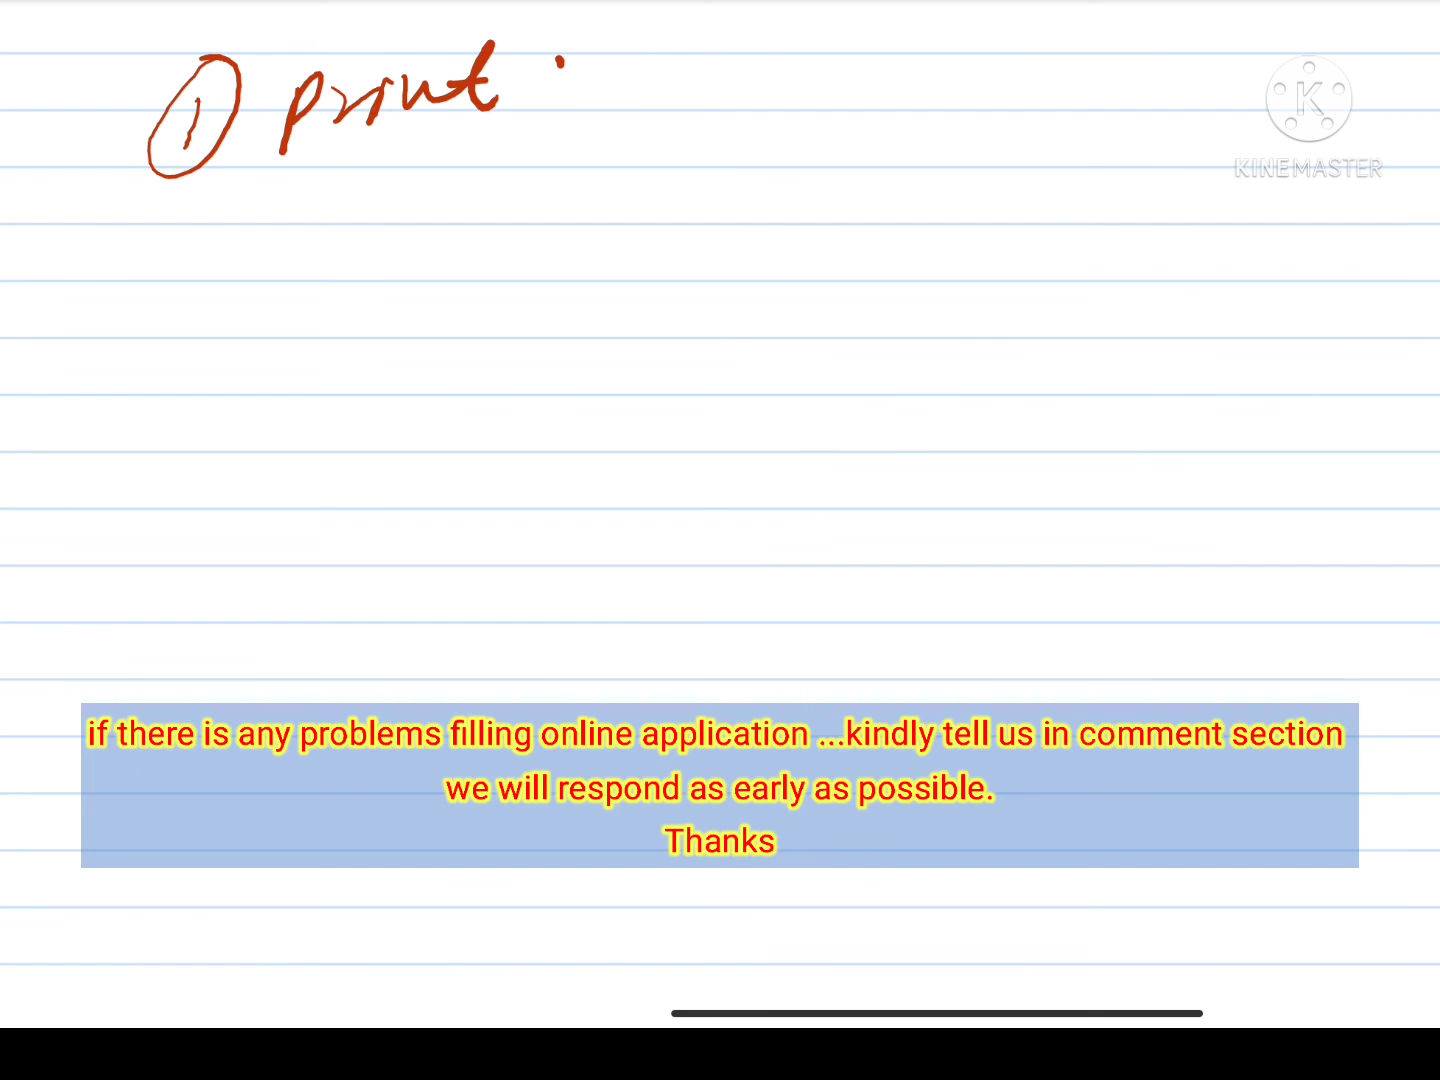 ① print
K
KINEMASTER
if there is any problems filling online application ...kindly tell us in comment section
we will respond as early as possible.
Thanks